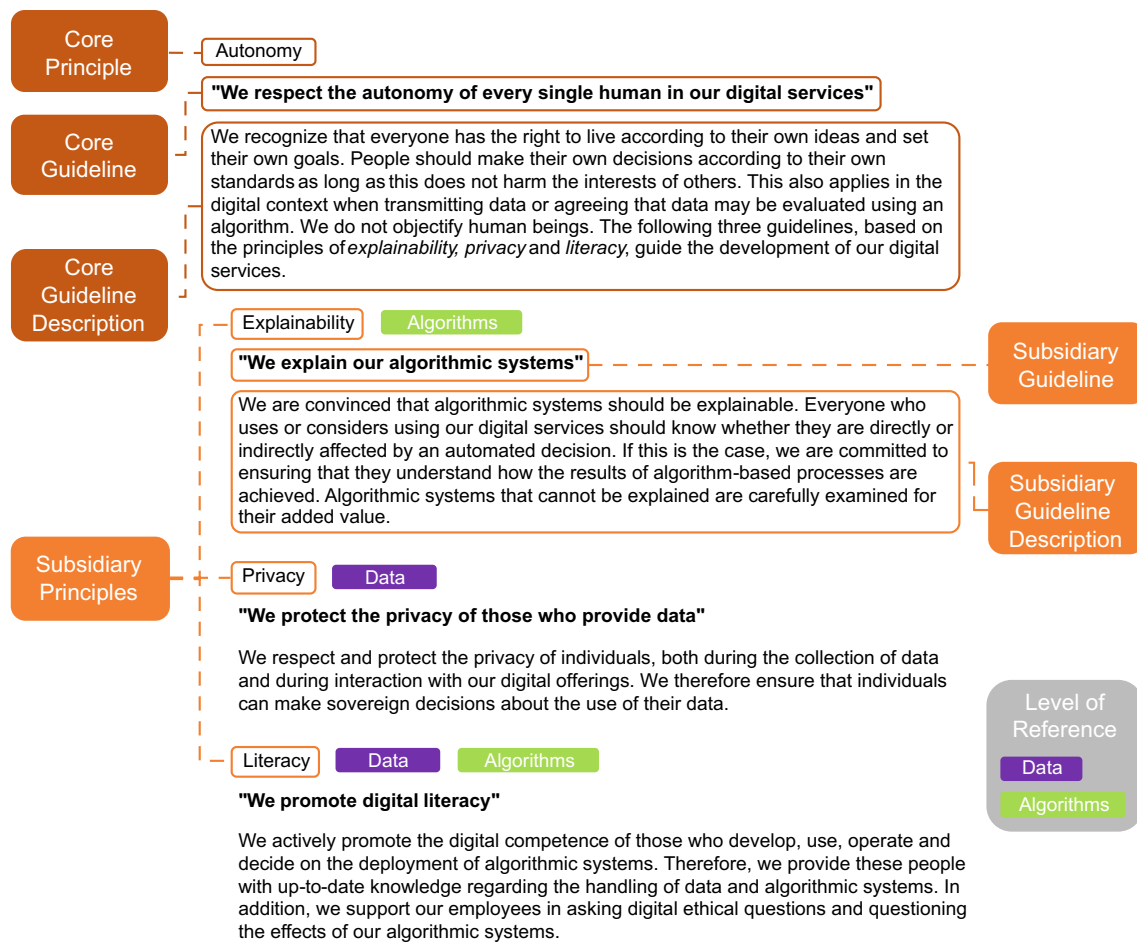 Core
Principle
Autonomy
"We respect the autonomy of every single human in our digital services"
Core
Guideline
We recognize that everyone has the right to live according to their own ideas and set
their own goals. People should make their own decisions according to their own
standards as long as this does not harm the interests of others. This also applies in the
digital context when transmitting data or agreeing that data may be evaluated using an
algorithm. We do not objectify human beings. The following three guidelines, based on
the principles of explainability, privacy and literacy, guide the development of our digital
services.
Core
Guideline
Description
Explainability
Algorithms
"We explain our algorithmic systems"
Subsidiary
Guideline
We are convinced that algorithmic systems should be explainable. Everyone who
uses or considers using our digital services should know whether they are directly or
indirectly affected by an automated decision. If this is the case, we are committed to
ensuring that they understand how the results of algorithm-based processes are
achieved. Algorithmic systems that cannot be explained are carefully examined for
their added value.
Subsidiary
Guideline
Description
Subsidiary
Principles
Privacy
Data
"We protect the privacy of those who provide data"
We respect and protect the privacy of individuals, both during the collection of data
and during interaction with our digital offerings. We therefore ensure that individuals
can make sovereign decisions about the use of their data.
Literacy
Data
Algorithms
"We promote digital literacy"
We actively promote the digital competence of those who develop, use, operate and
decide on the deployment of algorithmic systems. Therefore, we provide these people
with up-to-date knowledge regarding the handling of data and algorithmic systems. In
addition, we support our employees in asking digital ethical questions and questioning
the effects of our algorithmic systems.
Level of
Reference
Data
Algorithms